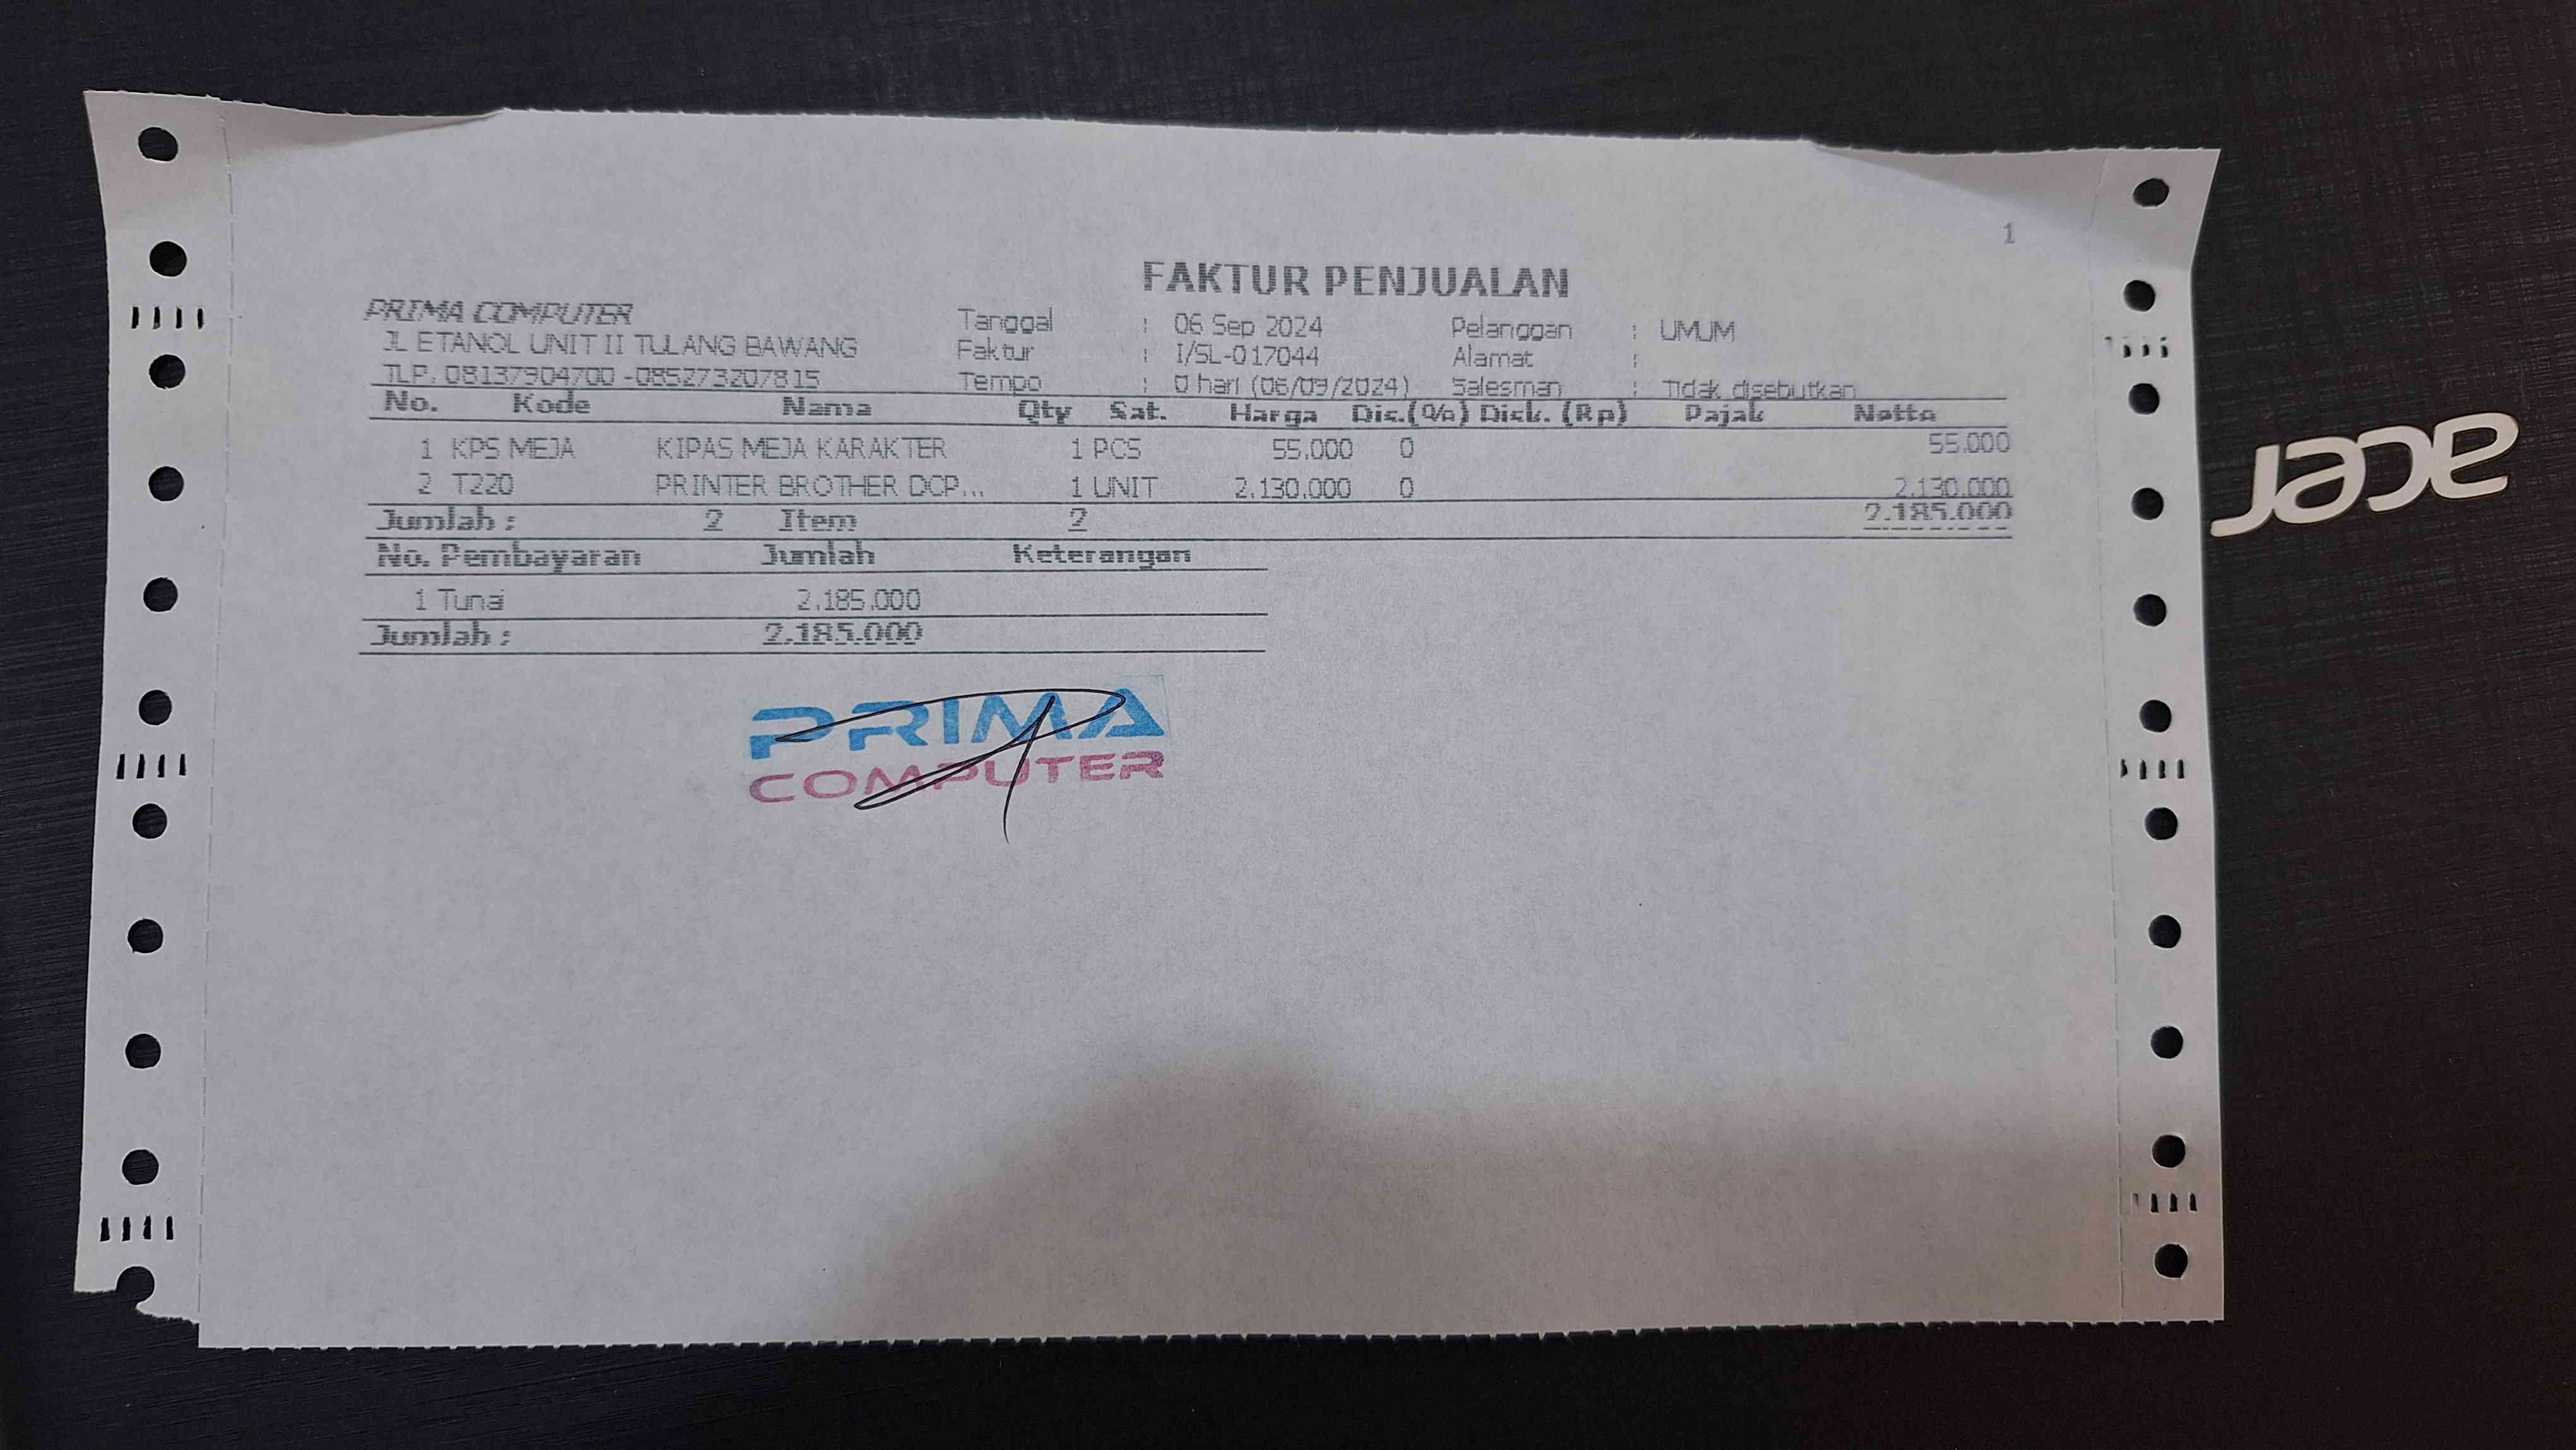 1
FAKTUR PENJUALAN
PRIMA COMPUTER
JL ETANOL UNIT II TULANG BAWANG
TLP. 08137904700 -085273207815
Tanggal : 06 Sep 2024
Faktur : I/SL-017044
Tempo : 0 hari (06/09/2024)
Pelanggan : UMUM
Alamat :
Salesman : Tidak disebutkan
No. Kode Nama Qty Sat. Harga Dis.(%) Disk. (Rp) Pajak Netto
1 KPS MEJA KIPAS MEJA KARAKTER 1 PCS 55.000 0 55.000
2 T220 PRINTER BROTHER DCP... 1 UNIT 2.130.000 0 2.130.000
Jumlah : 2 Item 2 2.185.000
No. Pembayaran Jumlah Keterangan
1 Tunai 2.185.000
Jumlah : 2.185.000
PRIMA
COMPUTER
acer